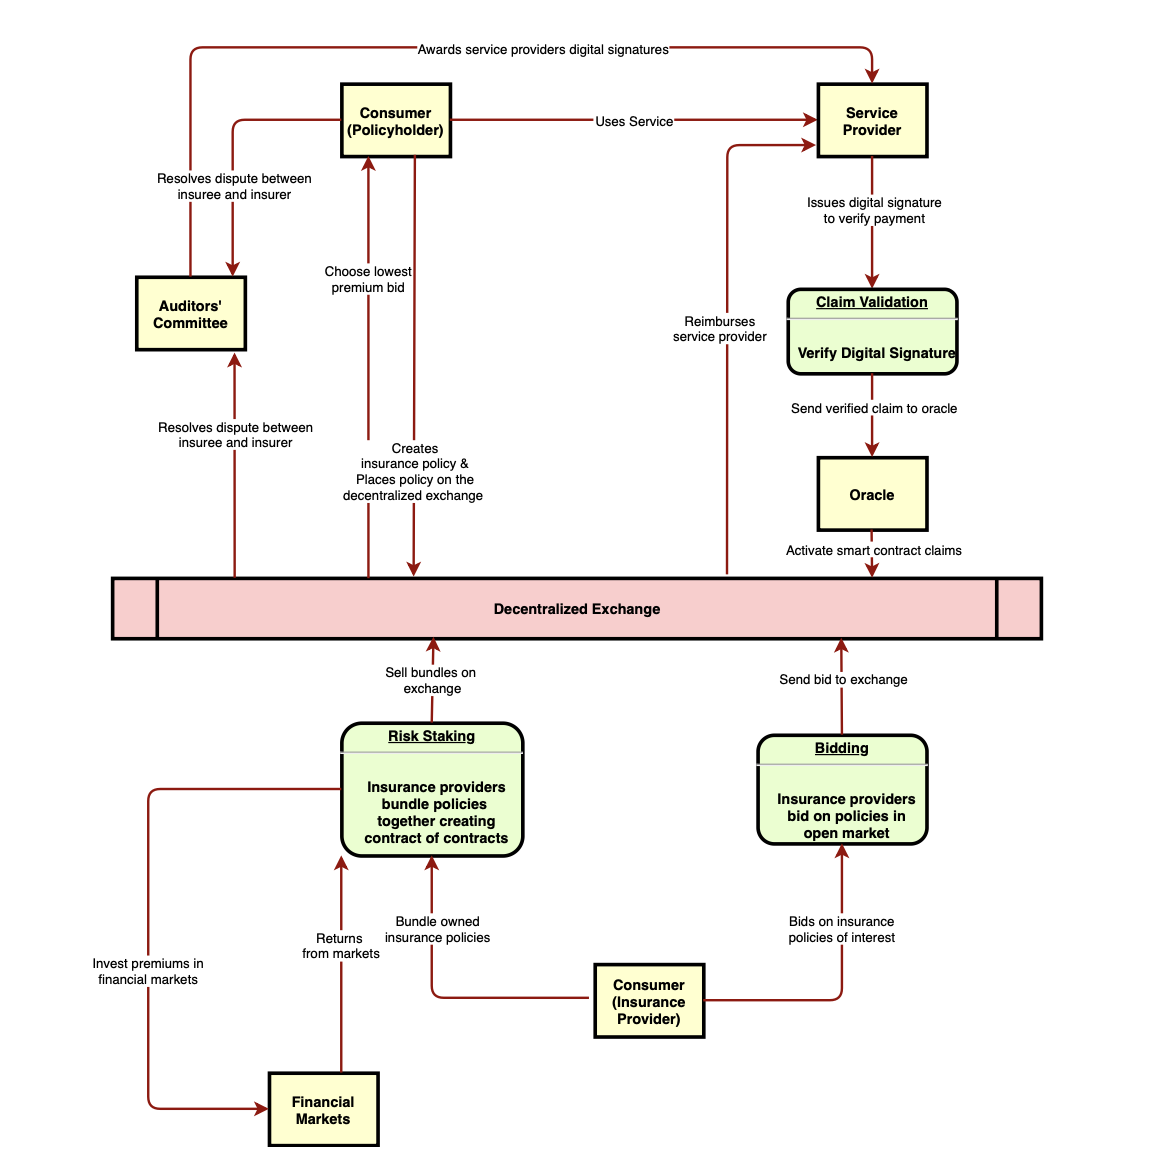 Awards service providers digital signatures
Consumer
(Policyholder)
Uses Service
Service
Provider
Resolves dispute between
insuree and insurer
Issues digital signature
to verify payment
Choose lowest
premium bid
Auditors'
Committee
Claim Validation
Verify Digital Signature
Reimburses
service provider
Send verified claim to oracle
Resolves dispute between
insuree and insurer
Creates
insurance policy &
Places policy on the
decentralized exchange
Oracle
Activate smart contract claims
Decentralized Exchange
Sell bundles on
exchange
Send bid to exchange
Risk Staking
Insurance providers
bundle policies
together creating
contract of contracts
Bidding
Insurance providers
bid on policies in
open market
Bundle owned
insurance policies
Bids on insurance
policies of interest
Returns
from markets
Invest premiums in
financial markets
Consumer
(Insurance
Provider)
Financial
Markets